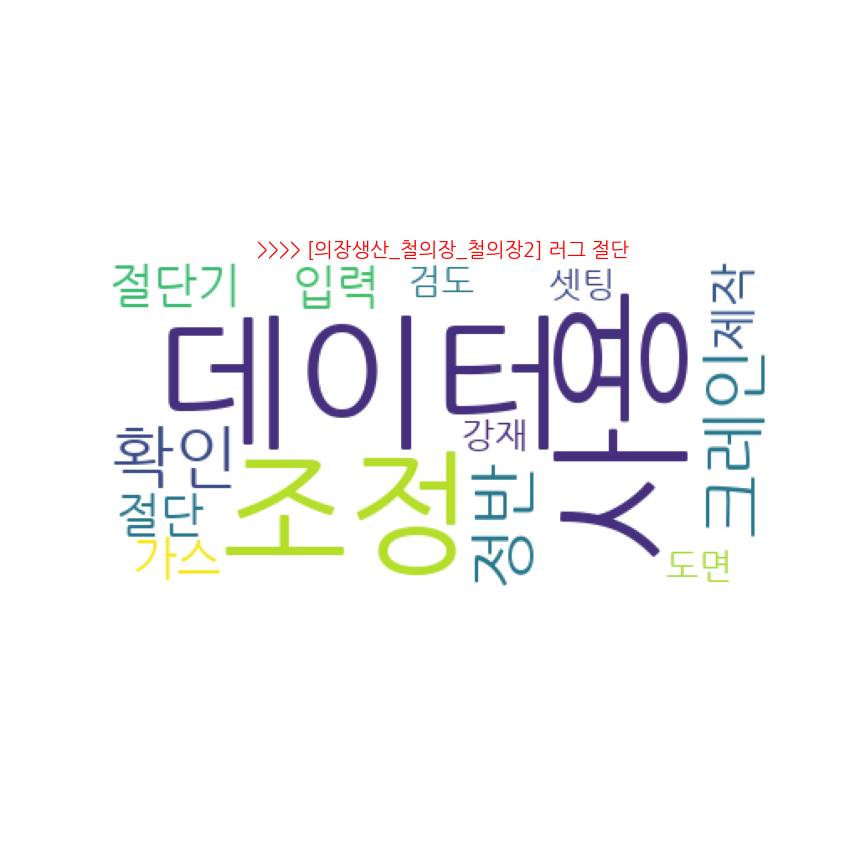 >>>> [의장생산_철의장_철의장2] 러그 절단
절단기
입력
검도
셋팅
제작
데이터
사용
크레인
확인
강재
조정
정반
절단
가스
도면